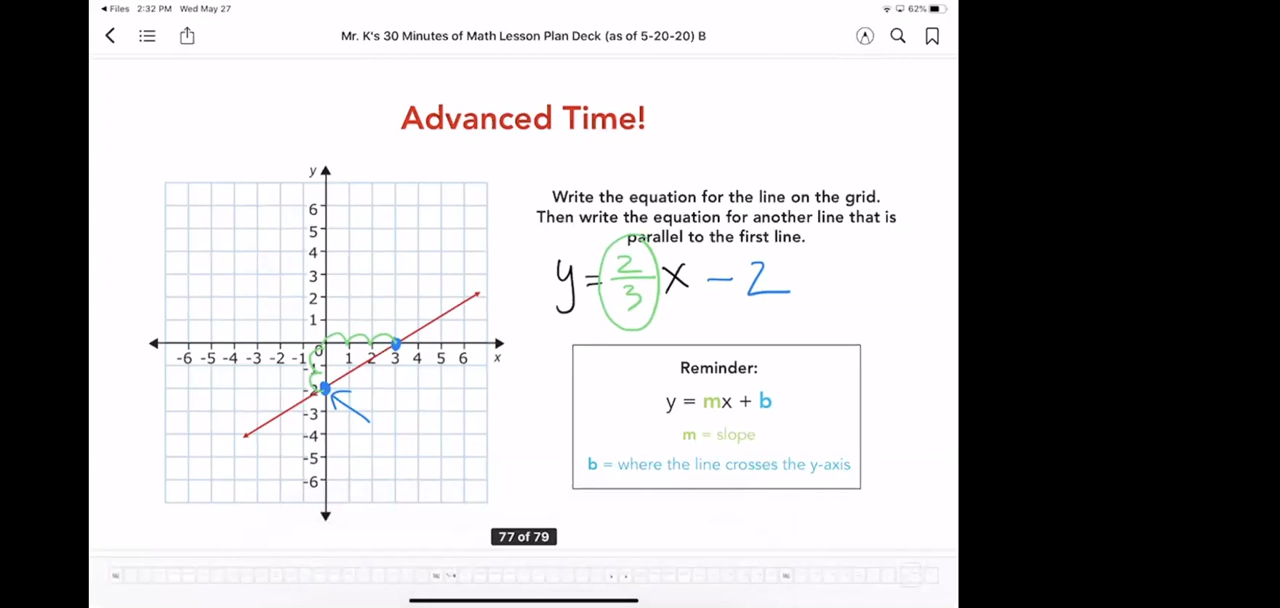 ◀ Files 2:32 PM Wed May 27 62%
Mr. K's 30 Minutes of Math Lesson Plan Deck (as of 5-20-20) B
Advanced Time!
Write the equation for the line on the grid.
Then write the equation for another line that is
parallel to the first line.
y = 2/3 x - 2
y
6
5
4
3
2
1
-6 -5 -4 -3 -2 -1 0 1 2 3 4 5 6 x
-1
-2
-3
-4
-5
-6
Reminder:
y = mx + b
m = slope
b = where the line crosses the y-axis
77 of 79